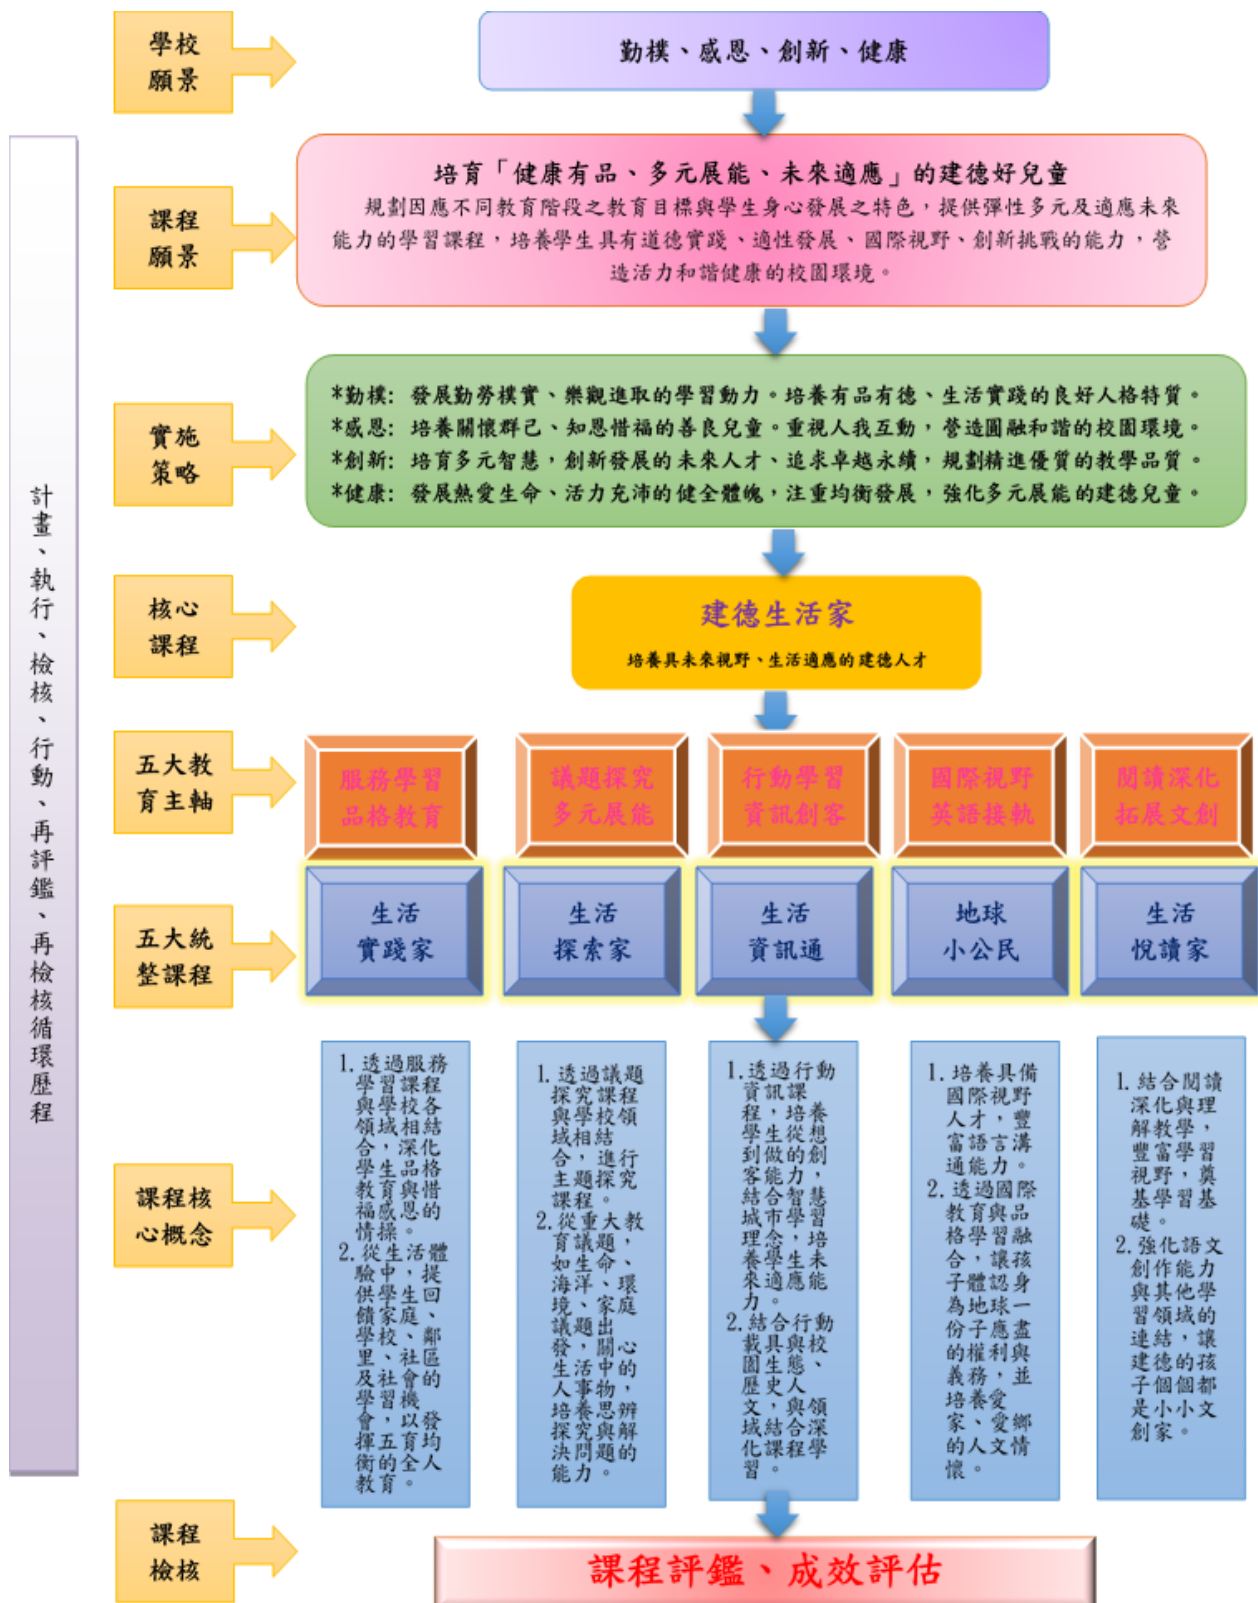 學校
願景
勤樸、感恩、創新、健康
計畫、執行、檢核、行動、再評鑑、再檢核循環歷程
課程
願景
培育「健康有品、多元展能、未來適應」的建德好兒童
規劃因應不同教育階段之教育目標與學生身心發展之特色，提供彈性多元及適應未來
能力的學習課程，培養學生具有道德實踐、適性發展、國際視野、創新挑戰的能力，營
造活力和諧健康的校園環境。
實施
策略
*勤樸: 發展勤勞樸實、樂觀進取的學習動力。培養有品有德、生活實踐的良好人格特質。
*感恩: 培養關懷群己、知恩惜福的善良兒童。重視人我互動，營造圓融和諧的校園環境。
*創新: 培育多元智慧，創新發展的未來人才、追求卓越永續，規劃精進優質的教學品質。
*健康: 發展熱愛生命、活力充沛的健全體魄，注重均衡發展，強化多元展能的建德兒童。
核心
課程
建德生活家
培養具未來視野、生活適應的建德人才
五大教
育主軸
服務學習
品格教育
議題探究
多元展能
行動學習
資訊創客
國際視野
英語接軌
閱讀深化
拓展文創
五大統
整課程
生活
實踐家
生活
探索家
生活
資訊通
地球
小公民
生活
悅讀家
課程核
心概念
1. 透過服務
學習課程
與學校各
領域相結
合，深化
學生品格
教育與惜
福感恩的
情操。
2. 從生活體
驗中，提
供學生回
饋家庭、
學校、鄰
里、社區
及社會的
學習機
會，以發
揮五育均
衡的全人
教育。
1. 透過議題
探究課程
與學校領
域相結
合，進行
主題探究
課程。
2. 從重大教
育議題，
如生命、
海洋、環
境、家庭
議題出
發，關心
生活中的
人事物，
培養思辨
探究與解
決問題的
能力。
1. 透過行動
資訊課
程，培養
學生從想
到做的創
客能力，
結合智慧
城市學習
理念，培
養學生未
來適應能
力。
2. 結合行動
載具與校
園生態、
歷史人
文，與領
域結合深
化課程學
習。
1. 培養具備
國際視野
人才，豐
富語言溝
通能力。
2. 透過國際
教育與品
格學習融
合，讓孩
子體認身
為地球一
份子應盡
的權利與
義務，並
培養愛
家、愛鄉
的人文情
懷。
1. 結合閱讀
深化與理
解教學，
豐富學習
視野，奠
基學習基
礎。
2. 強化語文
創作能力
與其他學
習領域的
連結，讓
建德的孩
子個個都
是小小文
創家。
課程
檢核
課程評鑑、成效評估